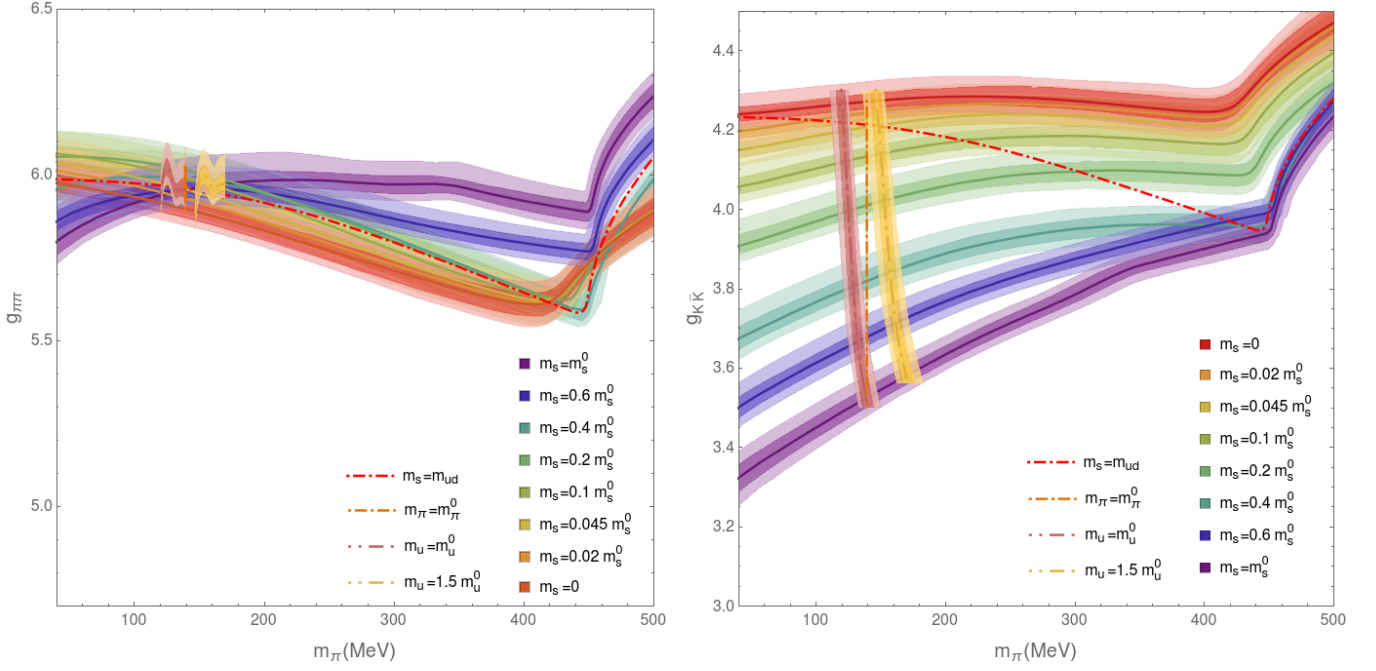 6.5
6.0
5.5
5.0
g_ππ
100 200 300 400 500
m_π(MeV)
m_s=m_s^0
m_s=0.6 m_s^0
m_s=0.4 m_s^0
m_s=0.2 m_s^0
m_s=0.1 m_s^0
m_s=0.045 m_s^0
m_s=0.02 m_s^0
m_s=0
m_s=m_ud
m_π=m_π^0
m_u=m_u^0
m_u=1.5 m_u^0
4.4
4.2
4.0
3.8
3.6
3.4
3.2
3.0
g_KK̄
100 200 300 400 500
m_π(MeV)
m_s=0
m_s=0.02 m_s^0
m_s=0.045 m_s^0
m_s=0.1 m_s^0
m_s=0.2 m_s^0
m_s=0.4 m_s^0
m_s=0.6 m_s^0
m_s=m_s^0
m_s=m_ud
m_π=m_π^0
m_u=m_u^0
m_u=1.5 m_u^0